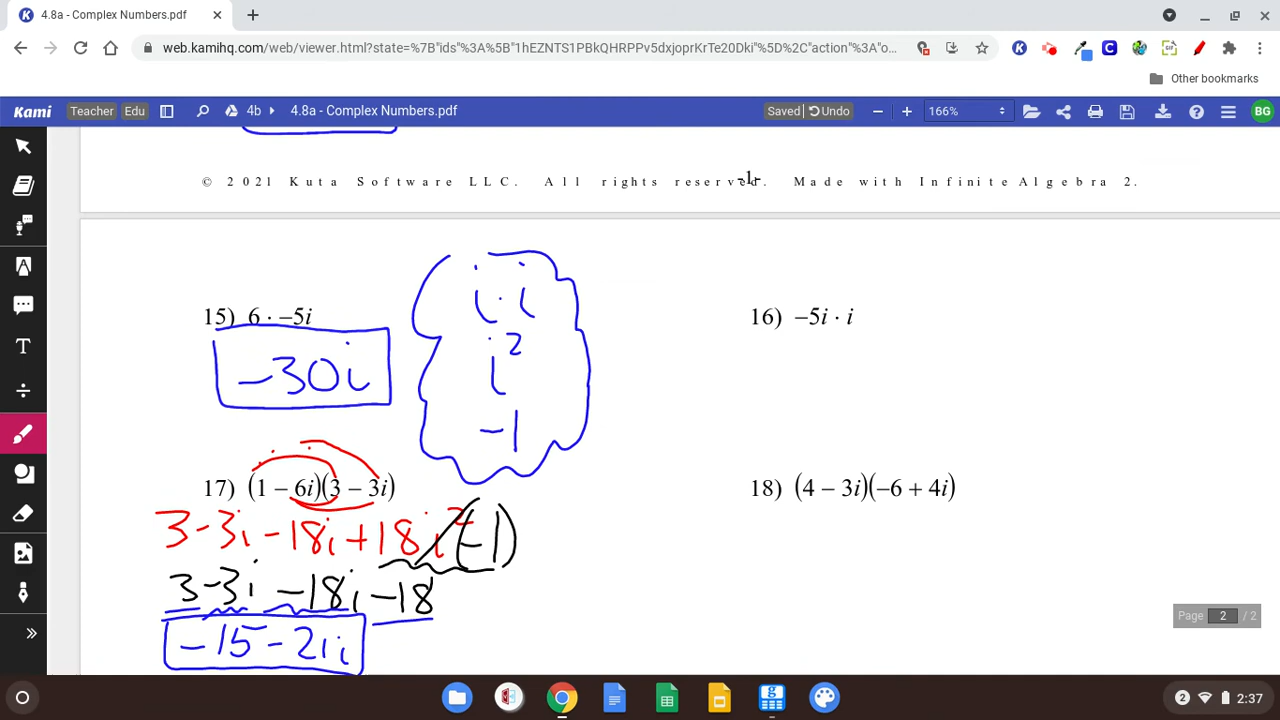 4.8a - Complex Numbers.pdf
web.kamihq.com/web/viewer.html?state=%7B"ids"%3A%5B"1hEZNTS1PBkQHRPPv5dxjoprKrTe20Dki"%5D%2C"action"%3A"o...
Other bookmarks
Kami Teacher Edu 4b 4.8a - Complex Numbers.pdf Saved Undo 166% BG
© 2021 Kuta Software LLC. All rights reserved. Made with Infinite Algebra 2.
-1-
15) 6 · −5i
-30i
i · i
i²
-1
16) −5i · i
17) (1 − 6i)(3 − 3i)
3-3i-18i+18i²(-1)
3-3i-18i-18
-15-21i
18) (4 − 3i)(−6 + 4i)
Page 2 / 2
2 2:37